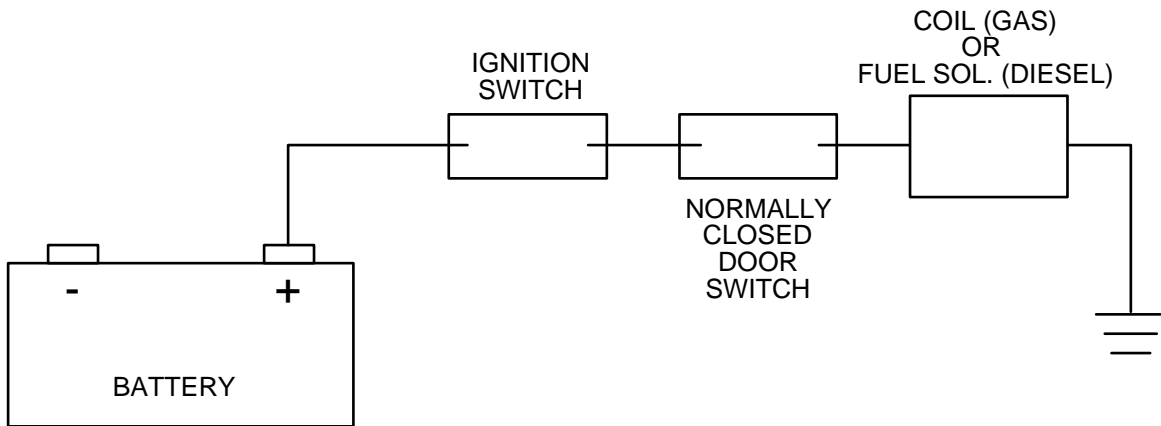 COIL (GAS)
OR
FUEL SOL. (DIESEL)
IGNITION
SWITCH
NORMALLY
CLOSED
DOOR
SWITCH
-
+
BATTERY